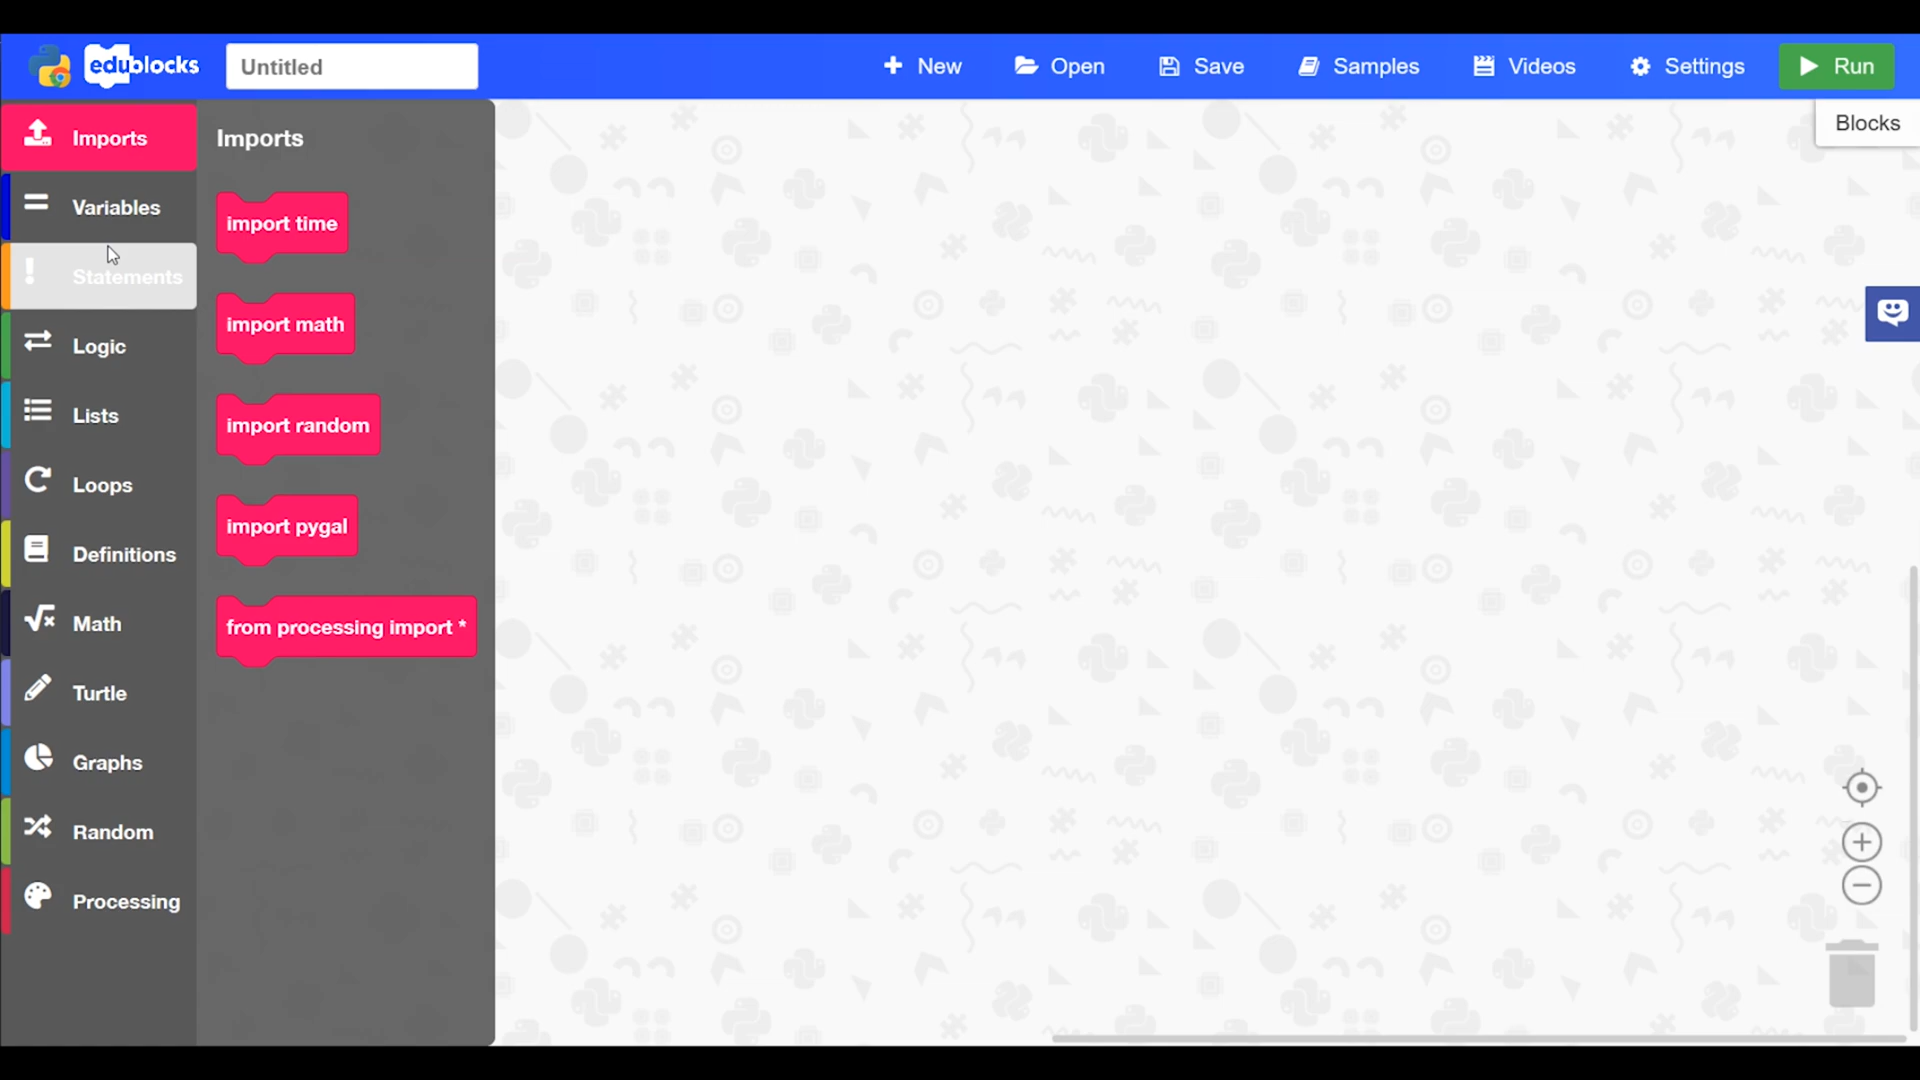 edublocks
Untitled
New
Open
Save
Samples
Videos
Settings
Run
Blocks
Imports
Variables
Statements
Logic
Lists
Loops
Definitions
Math
Turtle
Graphs
Random
Processing
Imports
import time
import math
import random
import pygal
from processing import *